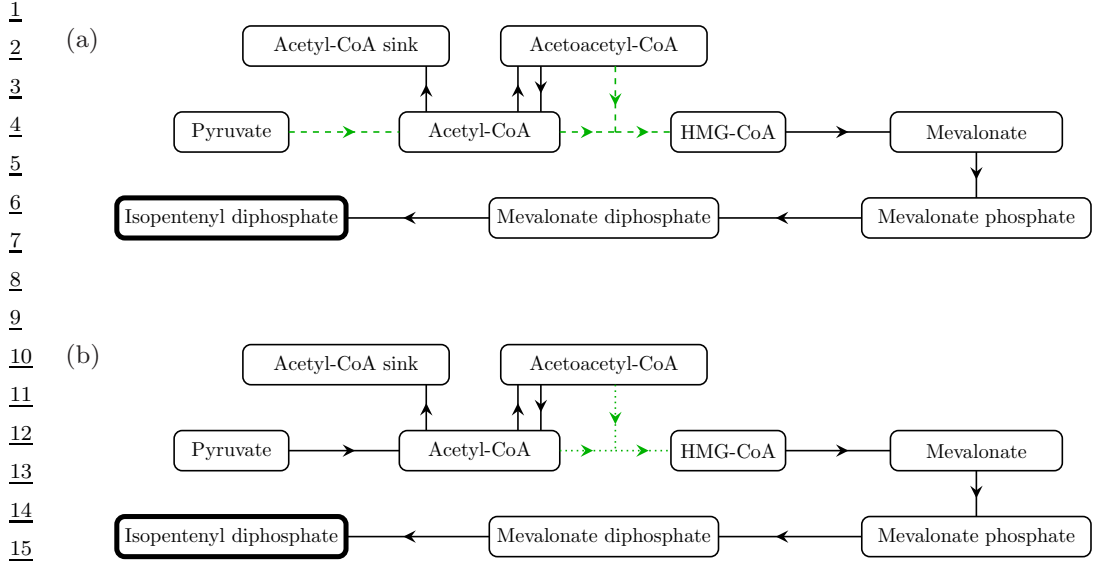 1
(a)
2
Acetyl-CoA sink Acetoacetyl-CoA
3
4
Pyruvate Acetyl-CoA HMG-CoA Mevalonate
5
6
Isopentenyl diphosphate Mevalonate diphosphate Mevalonate phosphate
7
8
9
10
(b)
Acetyl-CoA sink Acetoacetyl-CoA
11
12
Pyruvate Acetyl-CoA HMG-CoA Mevalonate
13
14
Isopentenyl diphosphate Mevalonate diphosphate Mevalonate phosphate
15